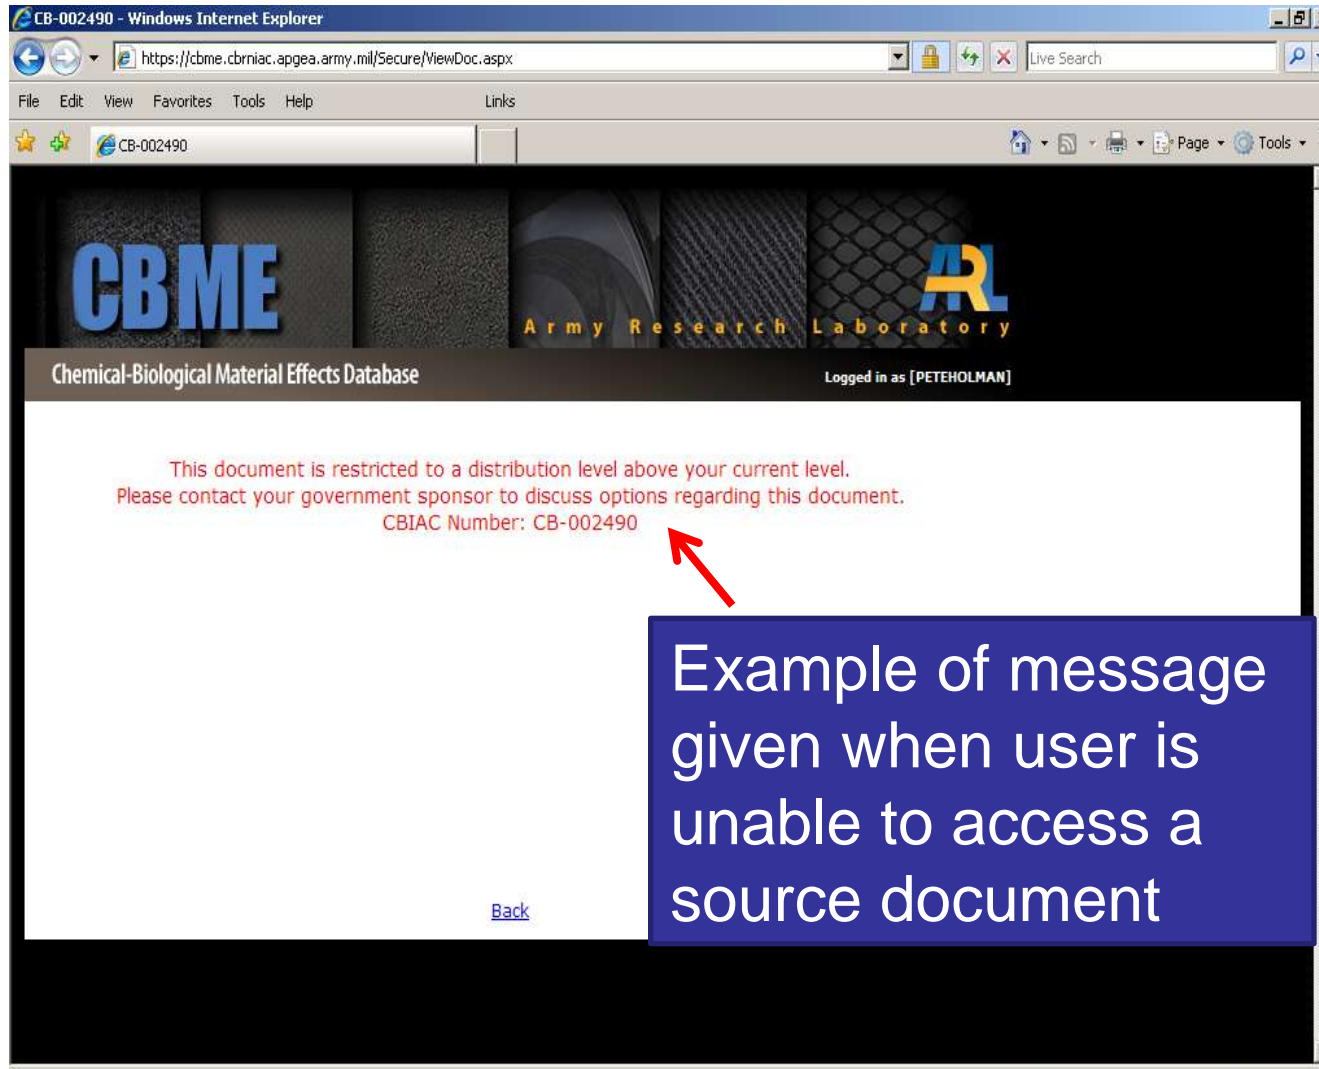 CB-002490 - Windows Internet Explorer
https://cbme.cbrniac.apgea.army.mil/Secure/ViewDoc.aspx
Live Search
File Edit View Favorites Tools Help Links
CB-002490
Page Tools
CBME
ARL
Army Research Laboratory
Chemical-Biological Material Effects Database
Logged in as [PETEHOLMAN]
This document is restricted to a distribution level above your current level.
Please contact your government sponsor to discuss options regarding this document.
CBIAC Number: CB-002490
Example of message
given when user is
unable to access a
source document
Back